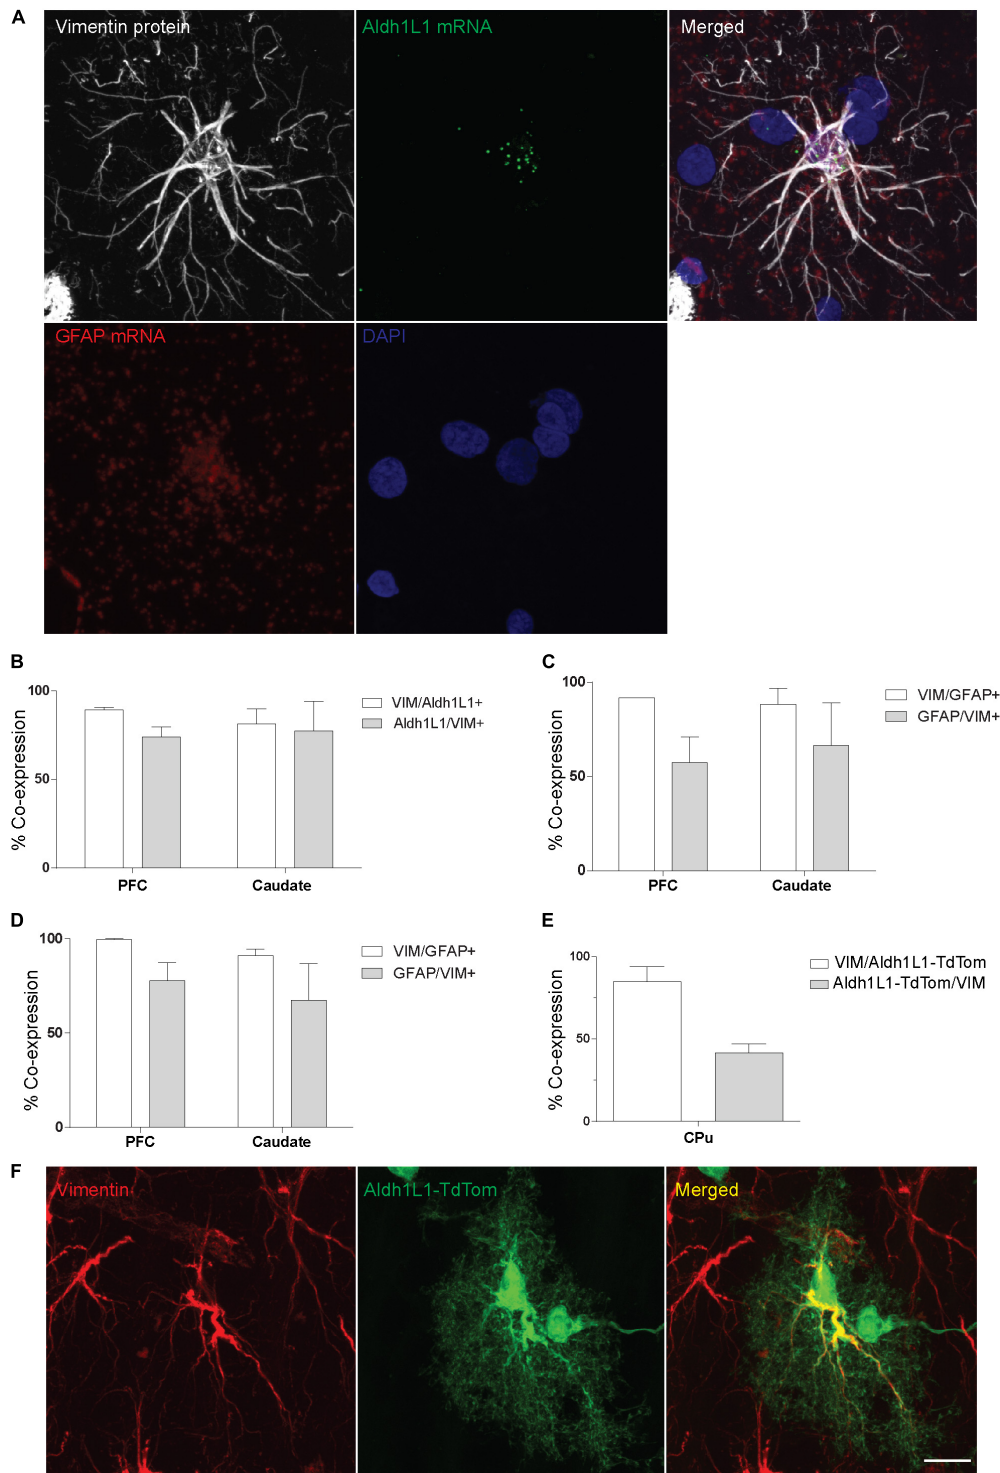 A
Vimentin protein
Aldh1L1 mRNA
Merged
GFAP mRNA
DAPI
B
100
50
0
% Co-expression
PFC
Caudate
VIM/Aldh1L1+
Aldh1L1/VIM+
C
100
50
0
% Co-expression
PFC
Caudate
VIM/GFAP+
GFAP/VIM+
D
100
50
0
% Co-expression
PFC
Caudate
VIM/GFAP+
GFAP/VIM+
E
100
50
0
% Co-expression
CPu
VIM/Aldh1L1-TdTom
Aldh1L1-TdTom/VIM
F
Vimentin
Aldh1L1-TdTom
Merged